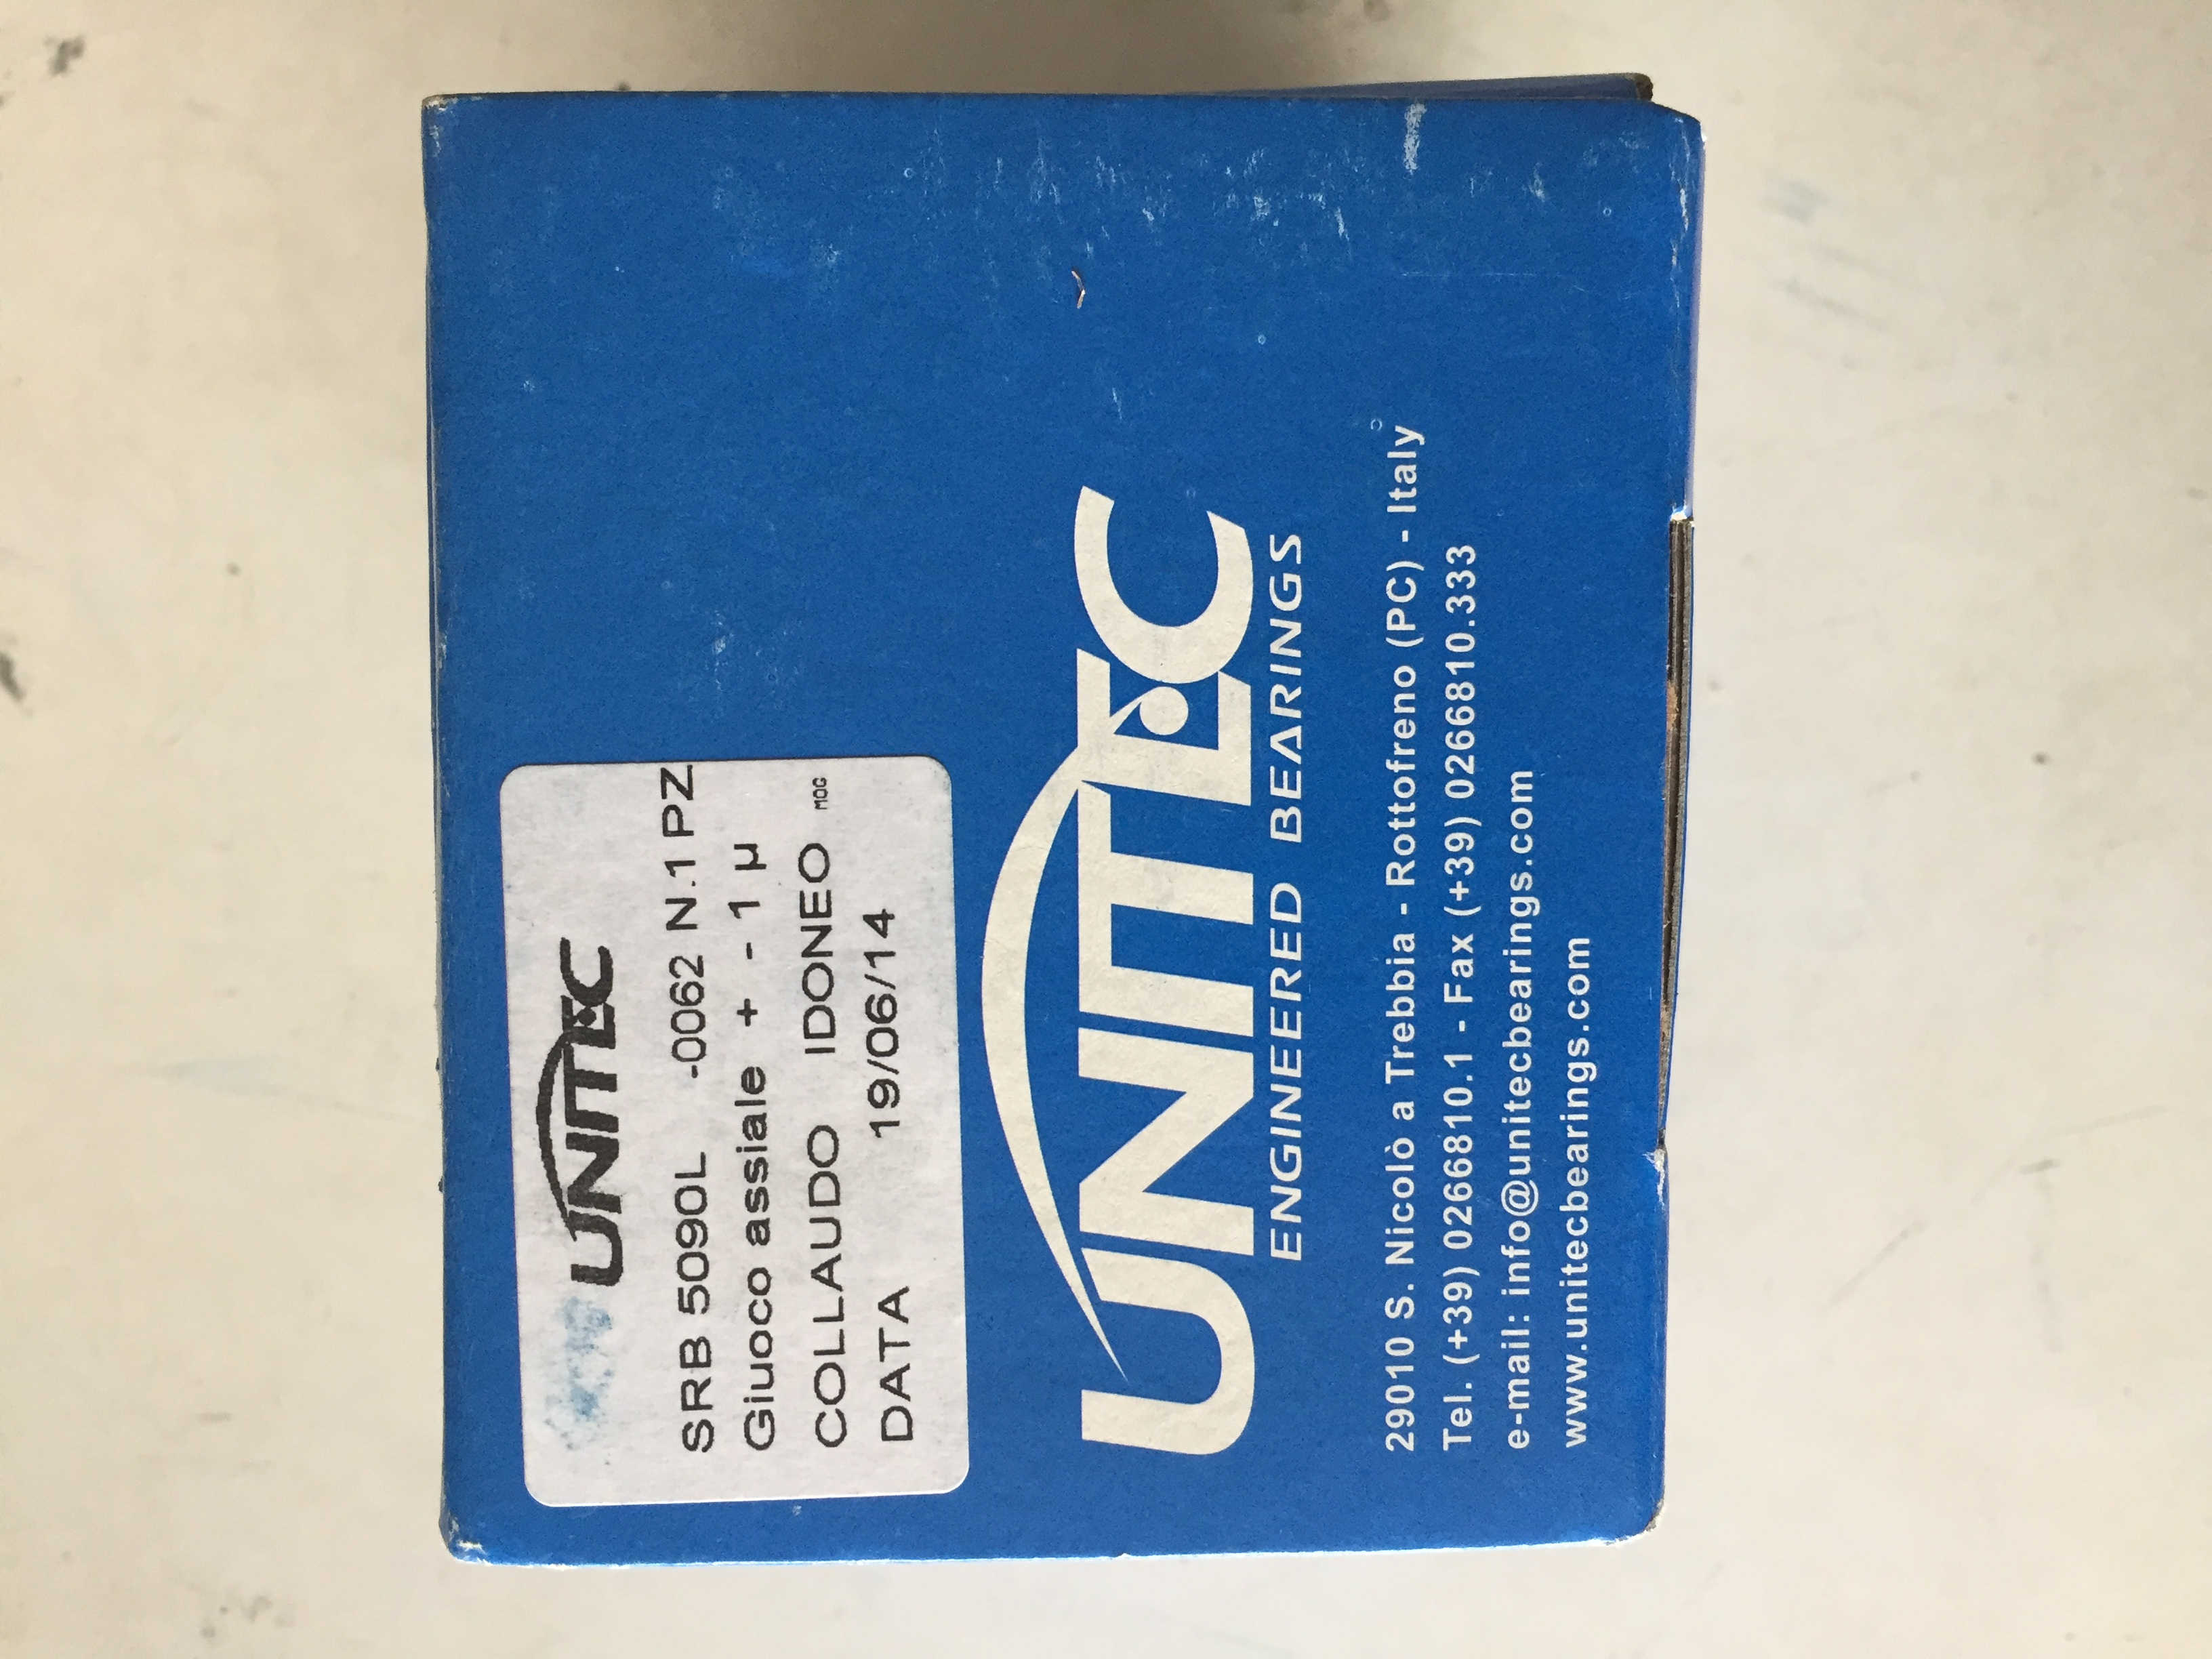 UNITEC
SRB 5090L -0062 N.1 PZ
Giuoco assiale + - 1 µ
COLLAUDO IDONEO MOG
DATA 19/06/14
UNITEC
ENGINEERED BEARINGS
29010 S. Nicolò a Trebbia - Rottofreno (PC) - Italy
Tel. (+39) 0266810.1 - Fax (+39) 0266810.333
e-mail: info@unitecbearings.com
www.unitecbearings.com